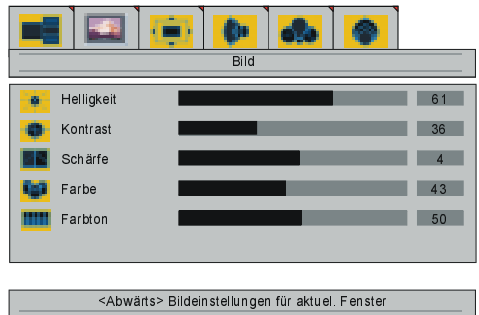 Bild
Helligkeit 61
Kontrast 36
Schärfe 4
Farbe 43
Farbton 50
<Abwärts> Bildeinstellungen für aktuel. Fenster